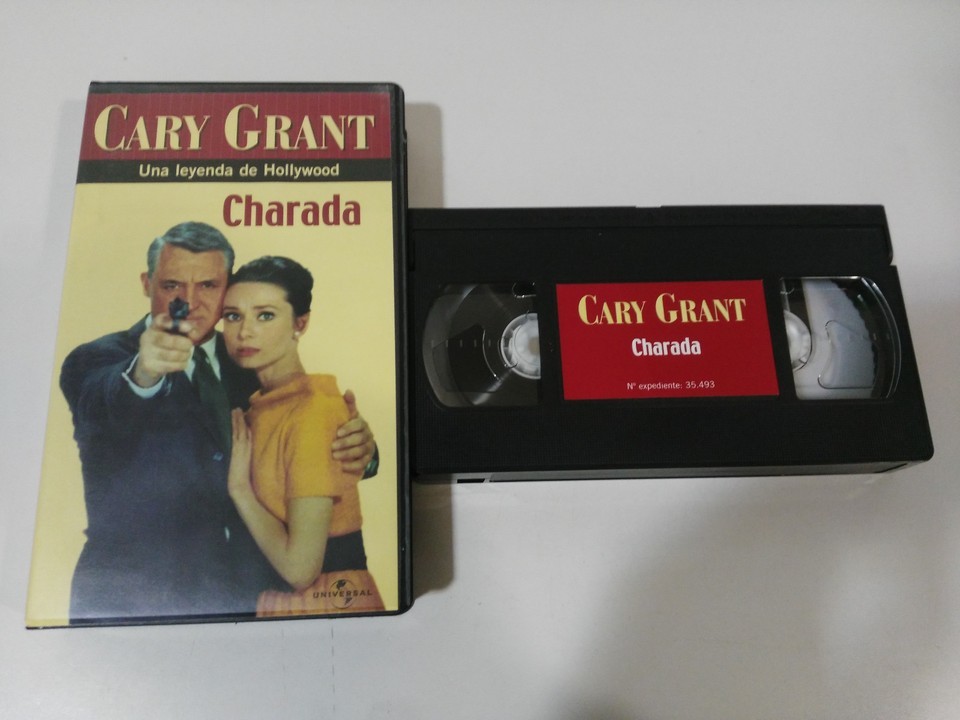 CARY GRANT
Una leyenda de Hollywood
Charada
UNIVERSAL
CARY GRANT
Charada
Nº expediente: 35.493